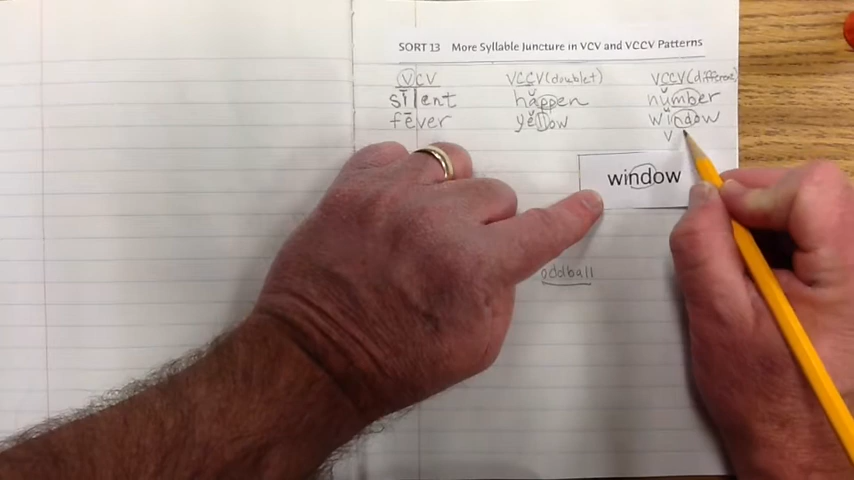 SORT 13 More Syllable Juncture in VCV and VCCV Patterns
VCV VCCV (doublet) VCCV (different)
silent happen number
fever yellow window
V
window
oddball